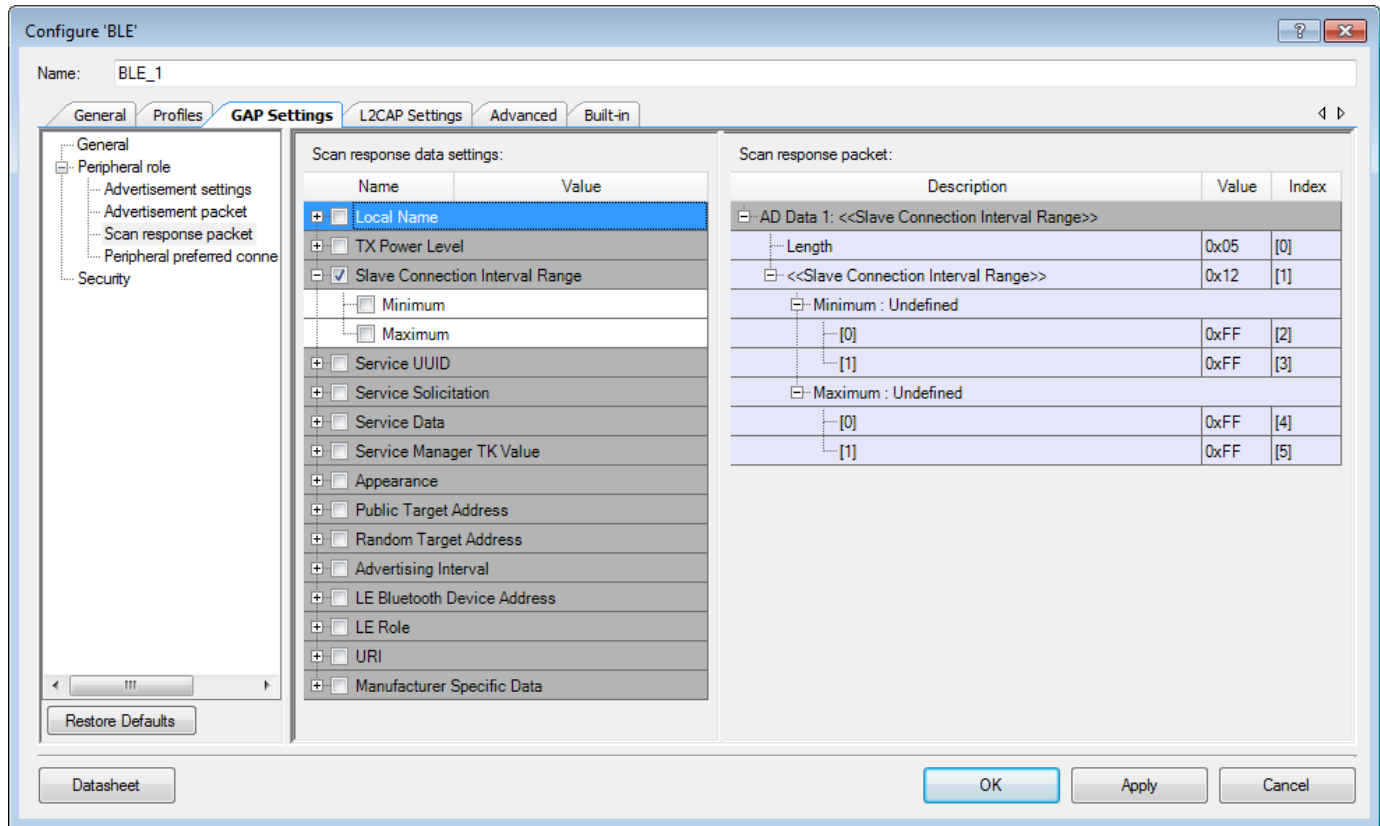 Configure 'BLE'
Name: BLE_1
General Profiles GAP Settings L2CAP Settings Advanced Built-in
General
Peripheral role
Advertisement settings
Advertisement packet
Scan response packet
Peripheral preferred conne
Security
Restore Defaults
Scan response data settings:
Name Value
Local Name
TX Power Level
Slave Connection Interval Range
Minimum
Maximum
Service UUID
Service Solicitation
Service Data
Service Manager TK Value
Appearance
Public Target Address
Random Target Address
Advertising Interval
LE Bluetooth Device Address
LE Role
URI
Manufacturer Specific Data
Scan response packet:
Description Value Index
AD Data 1: <<Slave Connection Interval Range>>
Length 0x05 [0]
<<Slave Connection Interval Range>> 0x12 [1]
Minimum : Undefined
[0] 0xFF [2]
[1] 0xFF [3]
Maximum : Undefined
[0] 0xFF [4]
[1] 0xFF [5]
Datasheet OK Apply Cancel